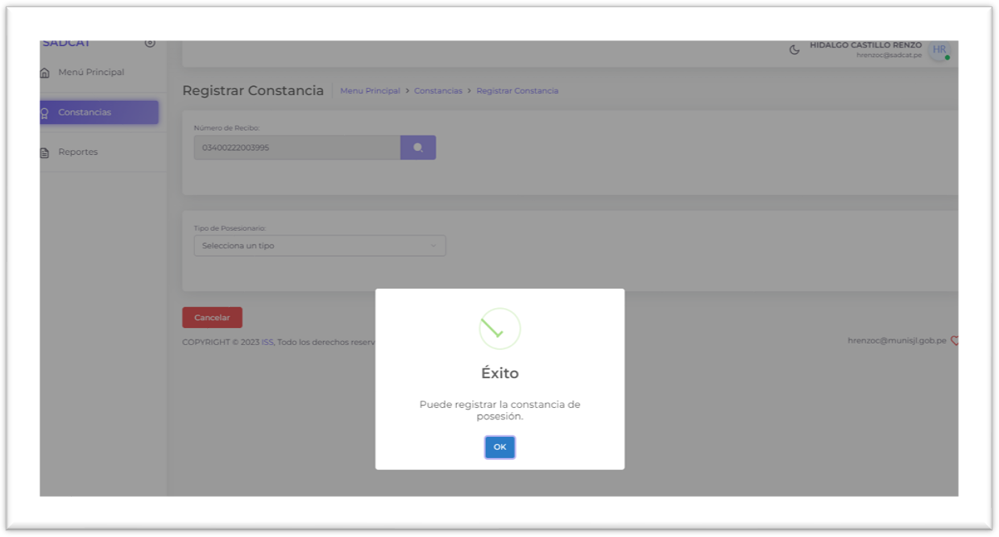 SADCAT
HIDALGO CASTILLO RENZO
hrenzoc@sadcat.pe
HR
Menú Principal
Registrar Constancia
Menu Principal > Constancias > Registrar Constancia
Constancias
Número de Recibo:
03400222003995
Reportes
Tipo de Posesionario:
Selecciona un tipo
Cancelar
COPYRIGHT © 2023 ISS, Todo los derechos reserv
hrenzoc@munisjl.gob.pe
Éxito
Puede registrar la constancia de
posesión.
OK